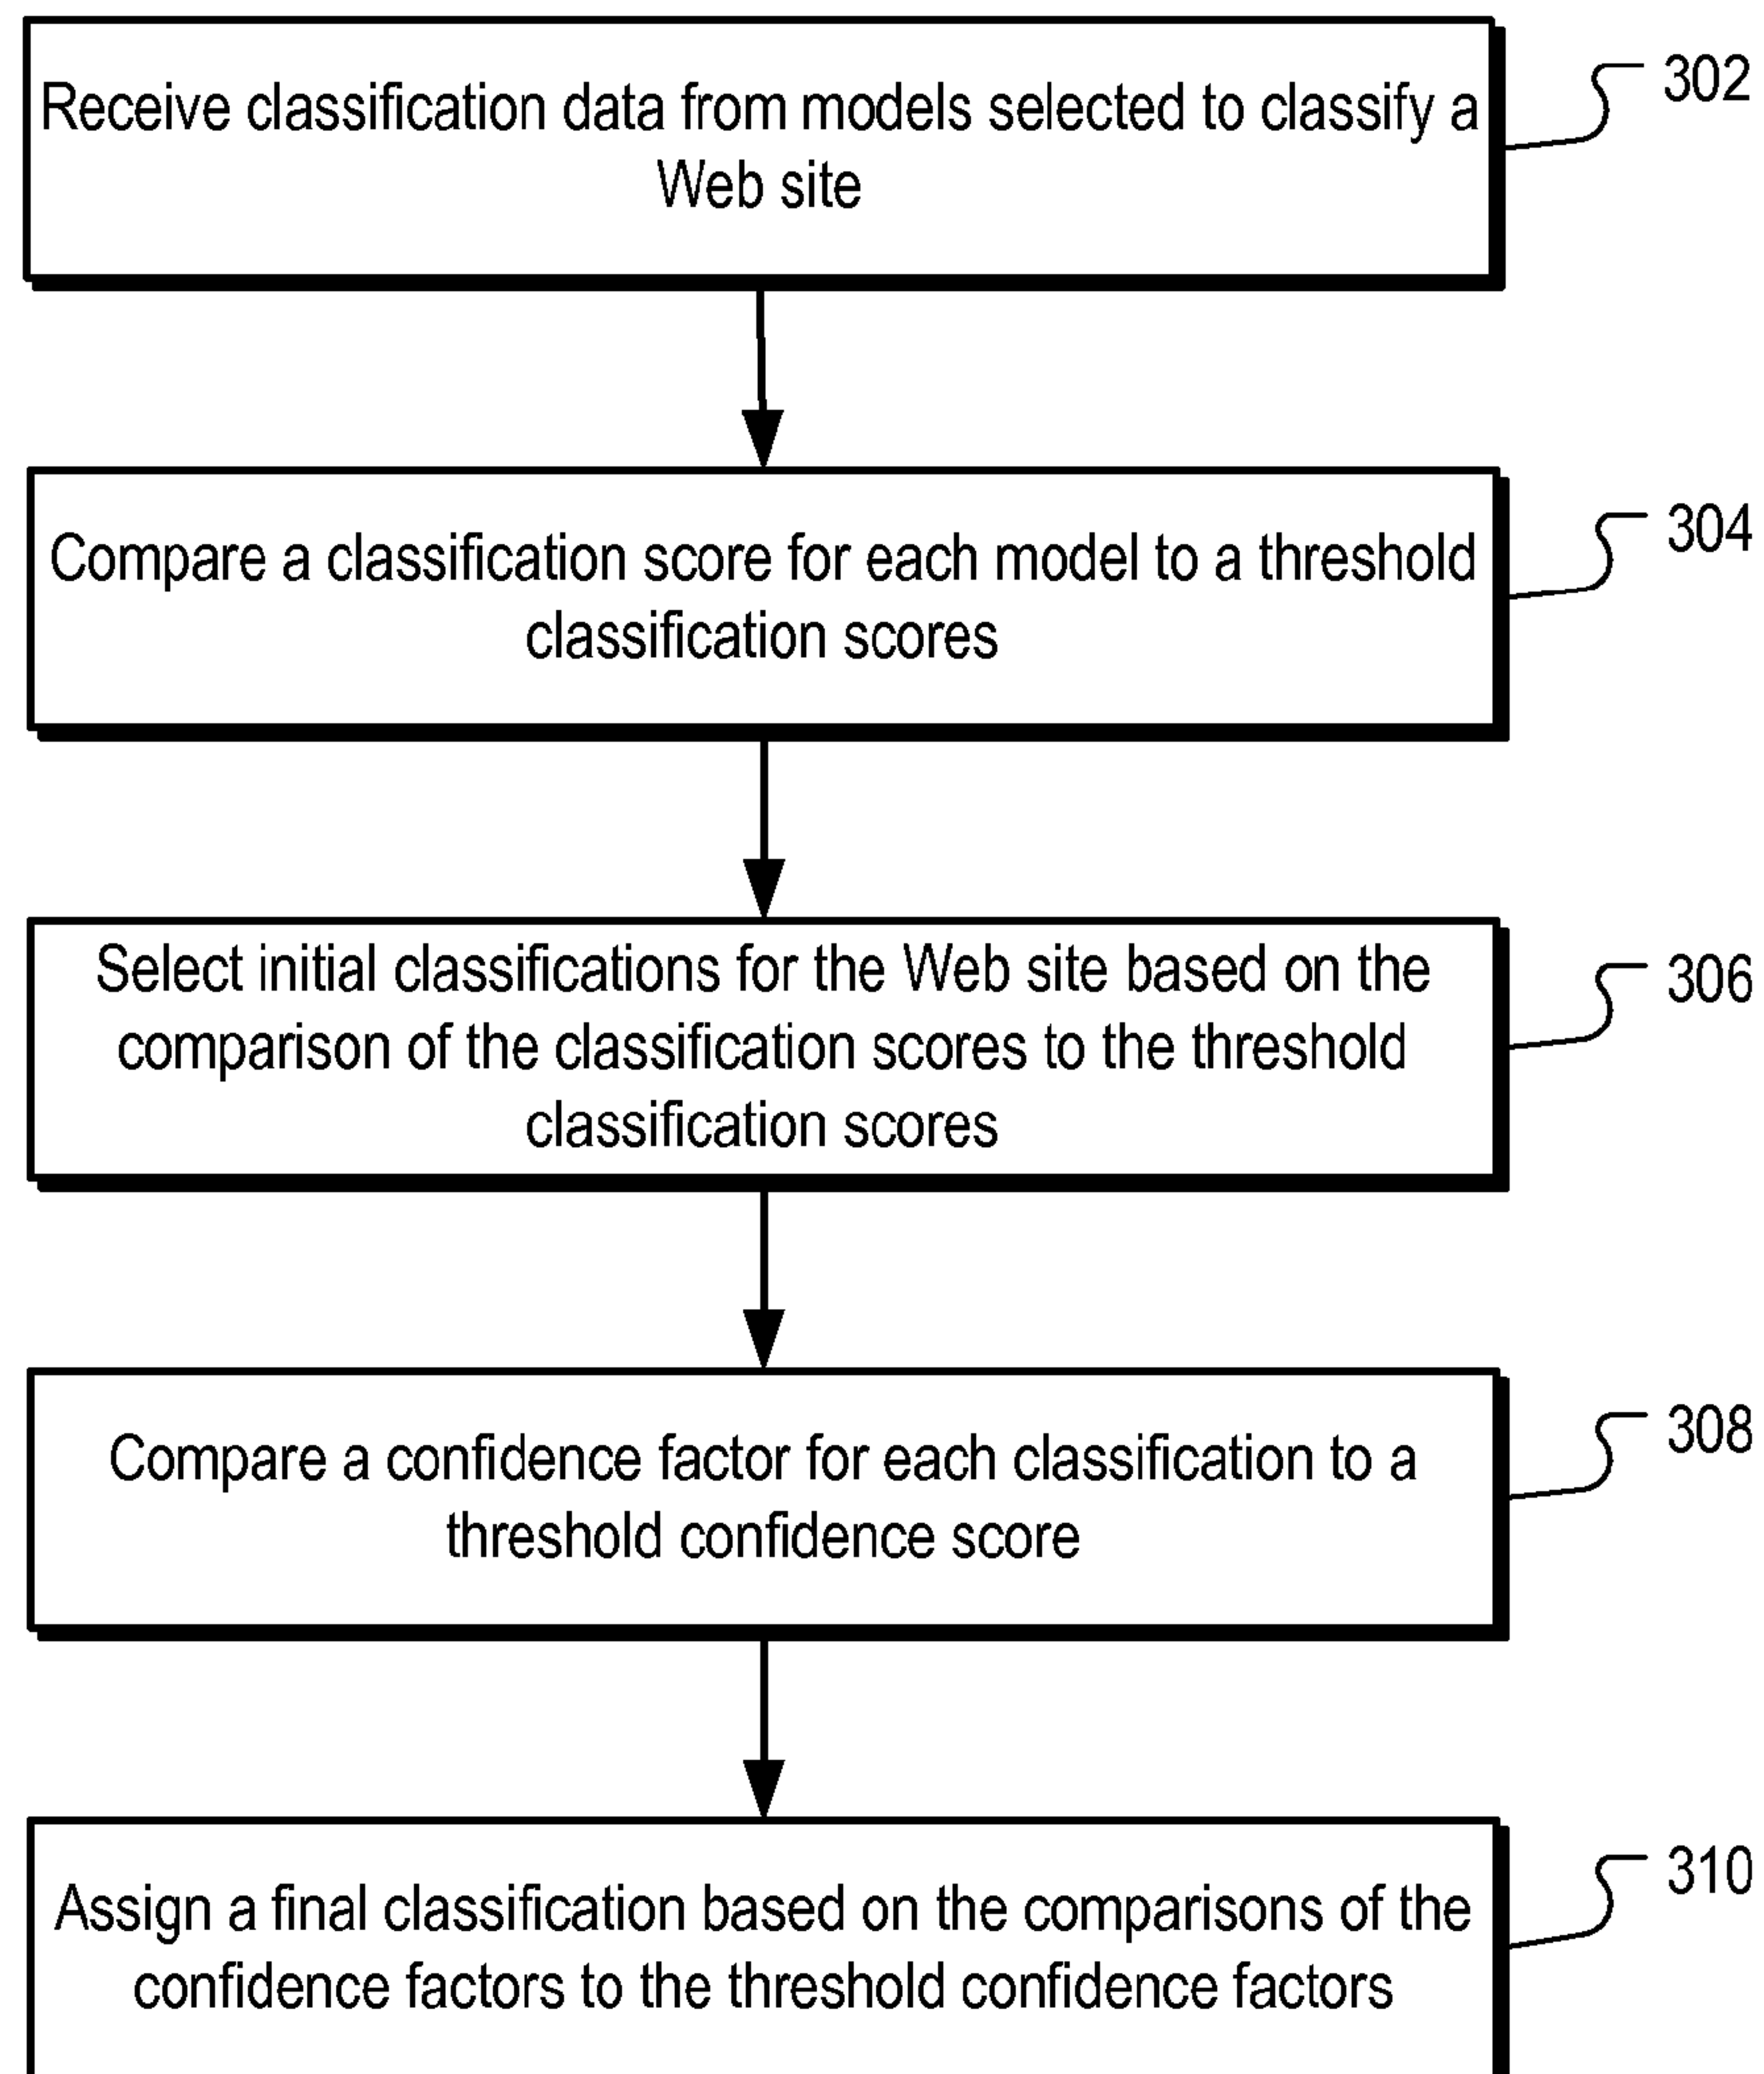 Receive classification data from models selected to classify a
Web site
302
Compare a classification score for each model to a threshold
classification scores
304
Select initial classifications for the Web site based on the
comparison of the classification scores to the threshold
classification scores
306
Compare a confidence factor for each classification to a
threshold confidence score
308
Assign a final classification based on the comparisons of the
confidence factors to the threshold confidence factors
310